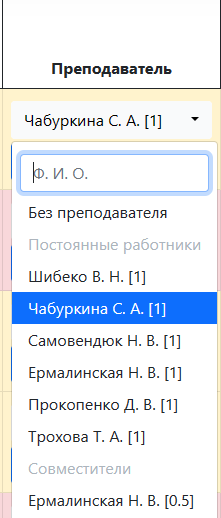 Преподаватель
Чабуркина С. А. [1]
Ф. И. О.
Без преподавателя
Постоянные работники
Шибеко В. Н. [1]
Чабуркина С. А. [1]
Самовендюк Н. В. [1]
Ермалинская Н. В. [1]
Прокопенко Д. В. [1]
Трохова Т. А. [1]
Совместители
Ермалинская Н. В. [0.5]